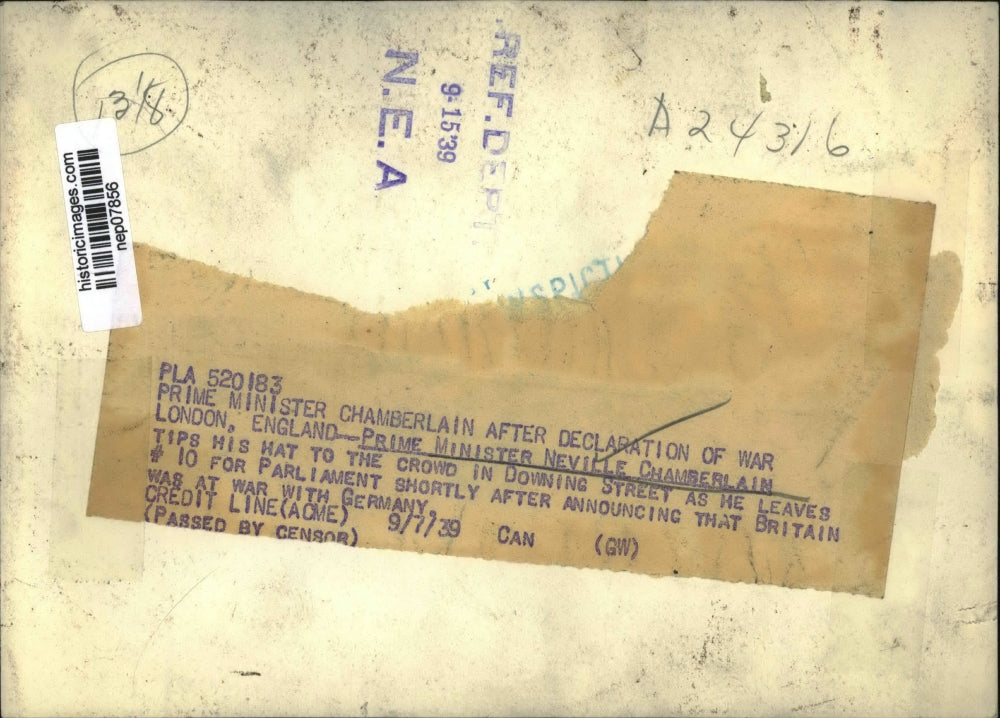 3 1/8
REF. DEPT.
9-15 39
N.E.A
A24316
historicimages.com
nep07856
PLA 520183
PRIME MINISTER CHAMBERLAIN AFTER DECLARATION OF WAR
LONDON, ENGLAND—PRIME MINISTER NEVILLE CHAMBERLAIN
TIPS HIS HAT TO THE CROWD IN DOWNING STREET AS HE LEAVES
# 10 FOR PARLIAMENT SHORTLY AFTER ANNOUNCING THAT BRITAIN
WAS AT WAR WITH GERMANY.
CREDIT LINE(ACME) 9/7/39 CAN (GW)
(PASSED BY CENSOR)